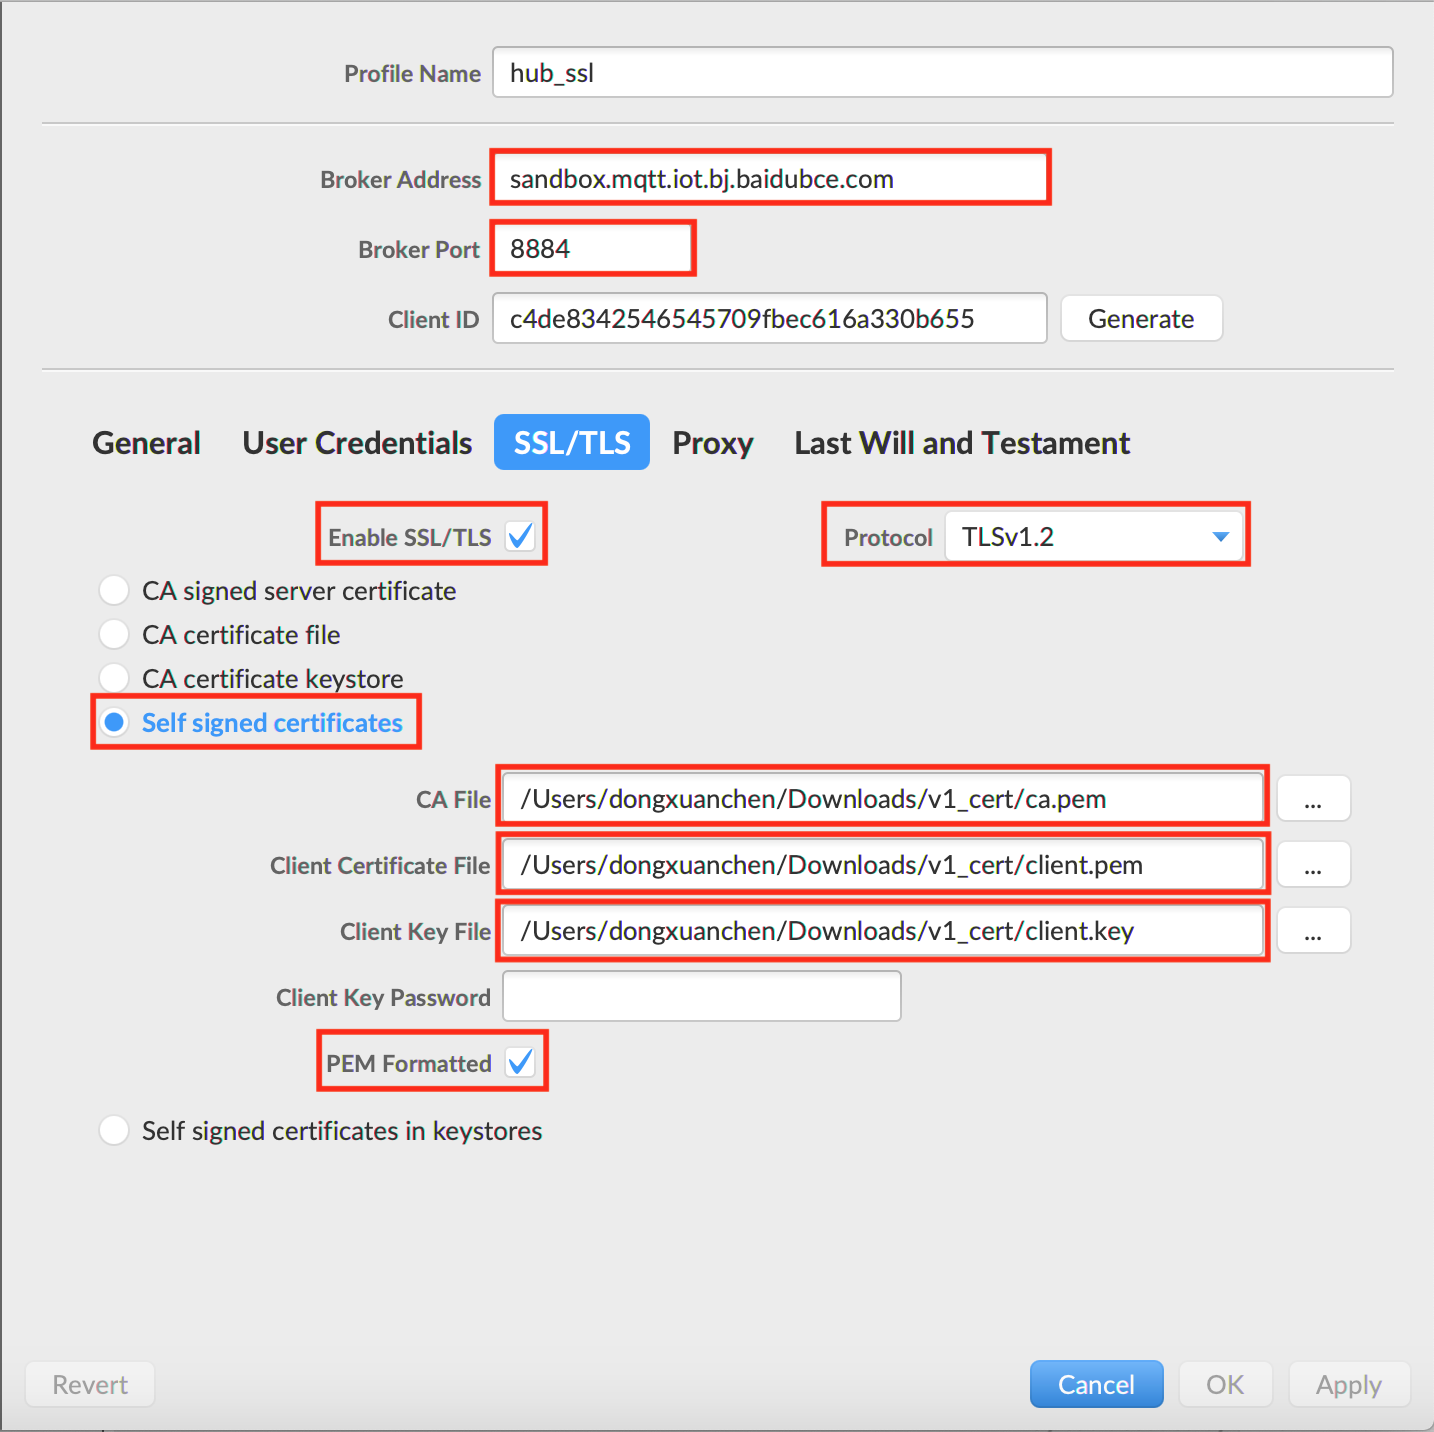 Profile Name hub_ssl
Broker Address sandbox.mqtt.iot.bj.baidubce.com
Broker Port 8884
Client ID c4de8342546545709fbec616a330b655 Generate
General User Credentials SSL/TLS Proxy Last Will and Testament
Enable SSL/TLS Protocol TLSv1.2
CA signed server certificate
CA certificate file
CA certificate keystore
Self signed certificates
CA File /Users/dongxuanchen/Downloads/v1_cert/ca.pem ...
Client Certificate File /Users/dongxuanchen/Downloads/v1_cert/client.pem ...
Client Key File /Users/dongxuanchen/Downloads/v1_cert/client.key ...
Client Key Password
PEM Formatted
Self signed certificates in keystores
Revert Cancel OK Apply